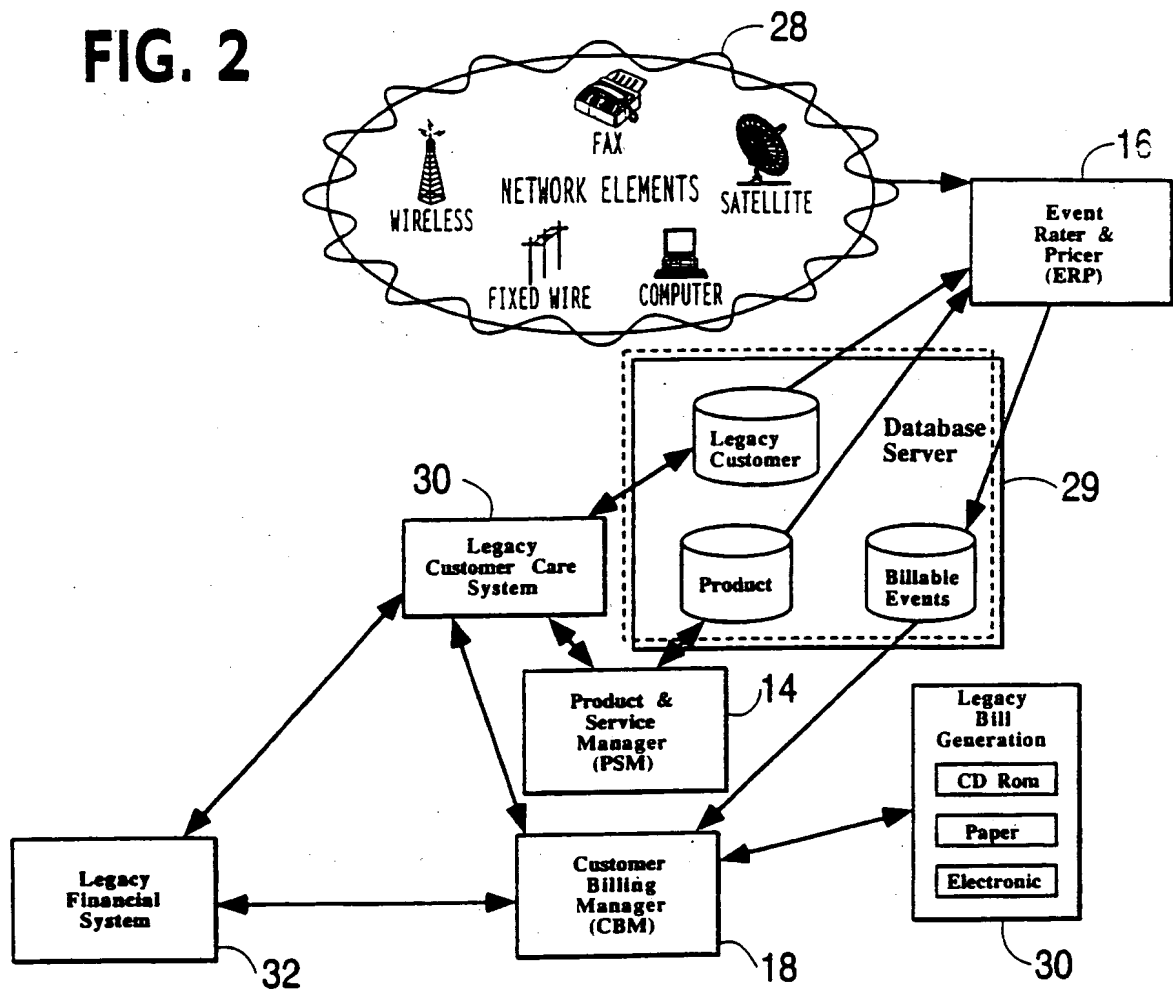 FIG. 2
28
FAX
WIRELESS
NETWORK ELEMENTS
SATELLITE
FIXED WIRE
COMPUTER
16
Event
Rater &
Pricer
(ERP)
Legacy
Customer
Database
Server
29
30
Legacy
Customer Care
System
Product
Billable
Events
14
Product &
Service
Manager
(PSM)
Legacy
Bill
Generation
CD Rom
Paper
Electronic
30
Legacy
Financial
System
32
Customer
Billing
Manager
(CBM)
18